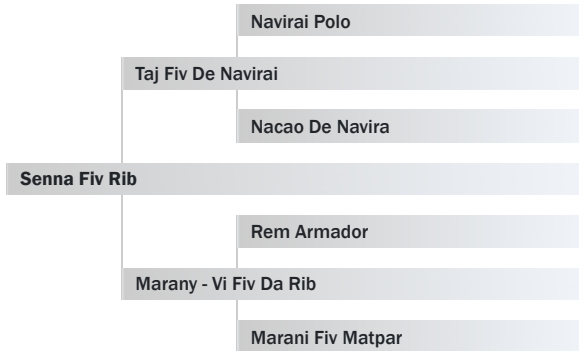 Navirai Polo
Taj Fiv De Navirai
Nacao De Navira
Senna Fiv Rib
Rem Armador
Marany - Vi Fiv Da Rib
Marani Fiv Matpar